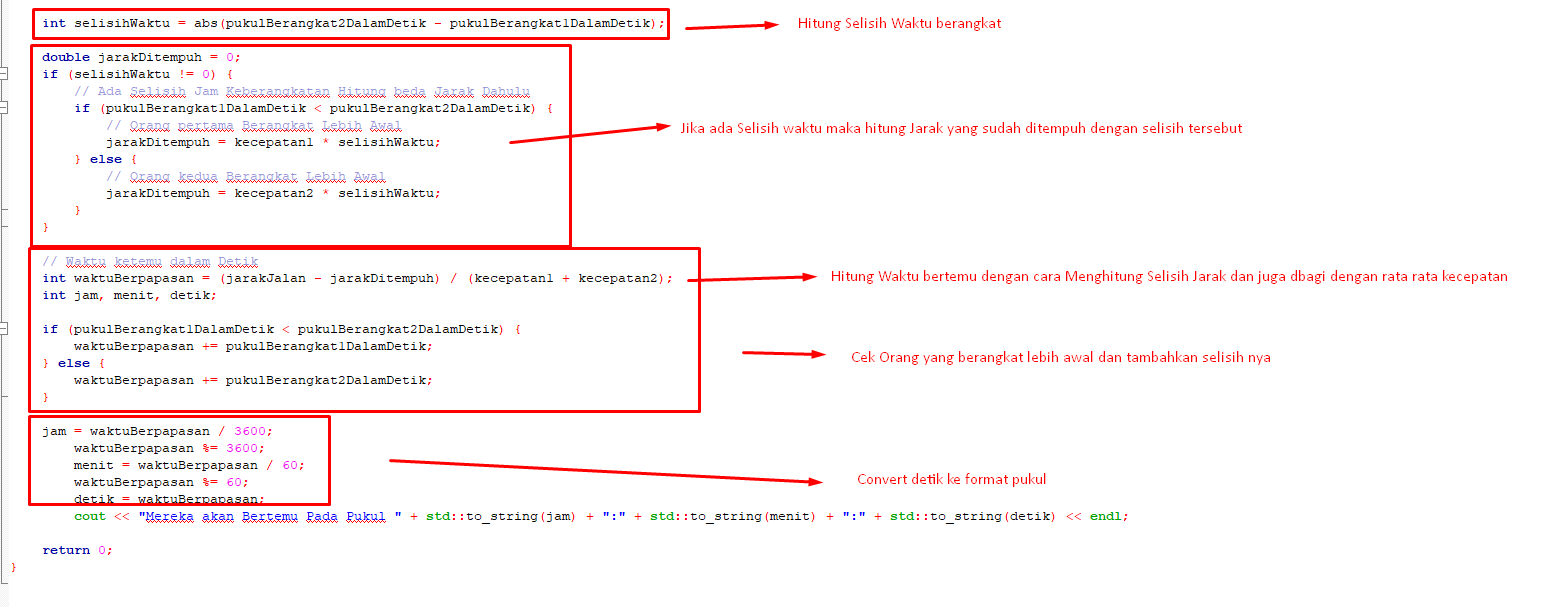 int selisihWaktu = abs(pukulBerangkat2DalamDetik - pukulBerangkat1DalamDetik);
Hitung Selisih Waktu berangkat
double jarakDitempuh = 0;
if (selisihWaktu != 0) {
// Ada Selisih Jam Keberangkatan Hitung beda Jarak Dahulu
if (pukulBerangkat1DalamDetik < pukulBerangkat2DalamDetik) {
// Orang pertama Berangkat Lebih Awal
Jika ada Selisih waktu maka hitung Jarak yang sudah ditempuh dengan selisih tersebut
jarakDitempuh = kecepatan1 * selisihWaktu;
} else {
// Orang kedua Berangkat Lebih Awal
jarakDitempuh = kecepatan2 * selisihWaktu;
}
}
// Waktu ketemu dalam Detik
int waktuBerpapasan = (jarakJalan - jarakDitempuh) / (kecepatan1 + kecepatan2);
Hitung Waktu bertemu dengan cara Menghitung Selisih Jarak dan juga dbagi dengan rata rata kecepatan
int jam, menit, detik;
if (pukulBerangkat1DalamDetik < pukulBerangkat2DalamDetik) {
waktuBerpapasan += pukulBerangkat1DalamDetik;
Cek Orang yang berangkat lebih awal dan tambahkan selisih nya
} else {
waktuBerpapasan += pukulBerangkat2DalamDetik;
}
jam = waktuBerpapasan / 3600;
waktuBerpapasan %= 3600;
menit = waktuBerpapasan / 60;
waktuBerpapasan %= 60;
Convert detik ke format pukul
detik = waktuBerpapasan;
cout << "Mereka akan Bertemu Pada Pukul " + std::to_string(jam) + ":" + std::to_string(menit) + ":" + std::to_string(detik) << endl;
return 0;
}